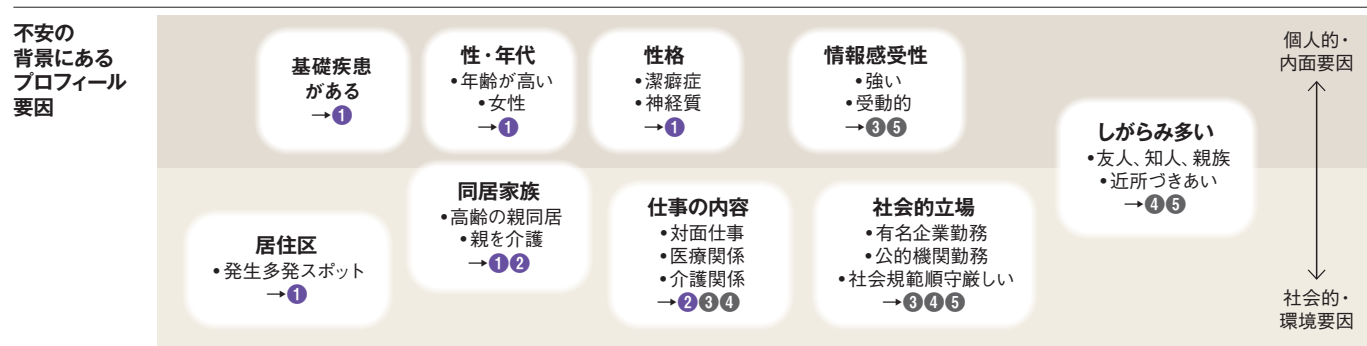 不安の
背景にある
プロフィール
要因
基礎疾患
がある
→❶
性・年代
•年齢が高い
•女性
→❶
性格
•潔癖症
•神経質
→❶
情報感受性
•強い
•受動的
→❸❺
しがらみ多い
•友人、知人、親族
•近所づきあい
→❹❺
個人的・
内面要因
居住区
•発生多発スポット
→❶
同居家族
•高齢の親同居
•親を介護
→❶❷
仕事の内容
•対面仕事
•医療関係
•介護関係
→❷❸❹
社会的立場
•有名企業勤務
•公的機関勤務
•社会規範順守厳しい
→❸❹❺
社会的・
環境要因